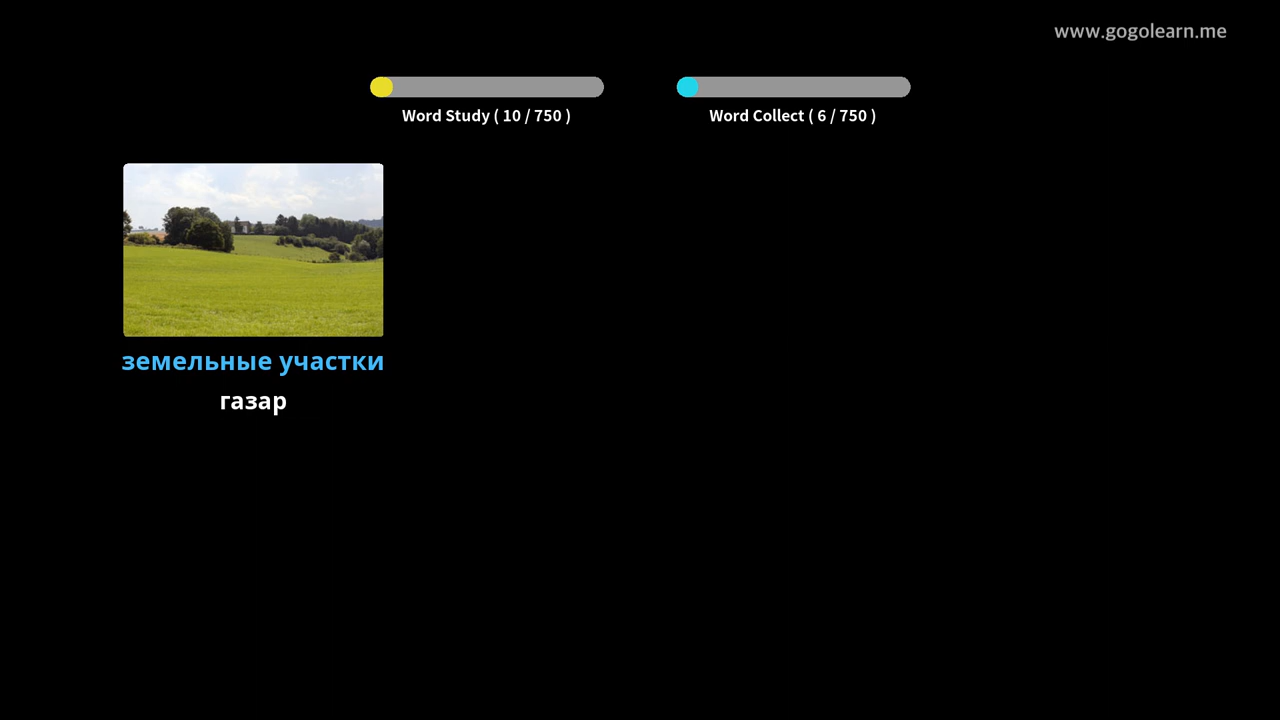 www.gogolearn.me
Word Study ( 10 / 750 )
Word Collect ( 6 / 750 )
земельные участки
газар